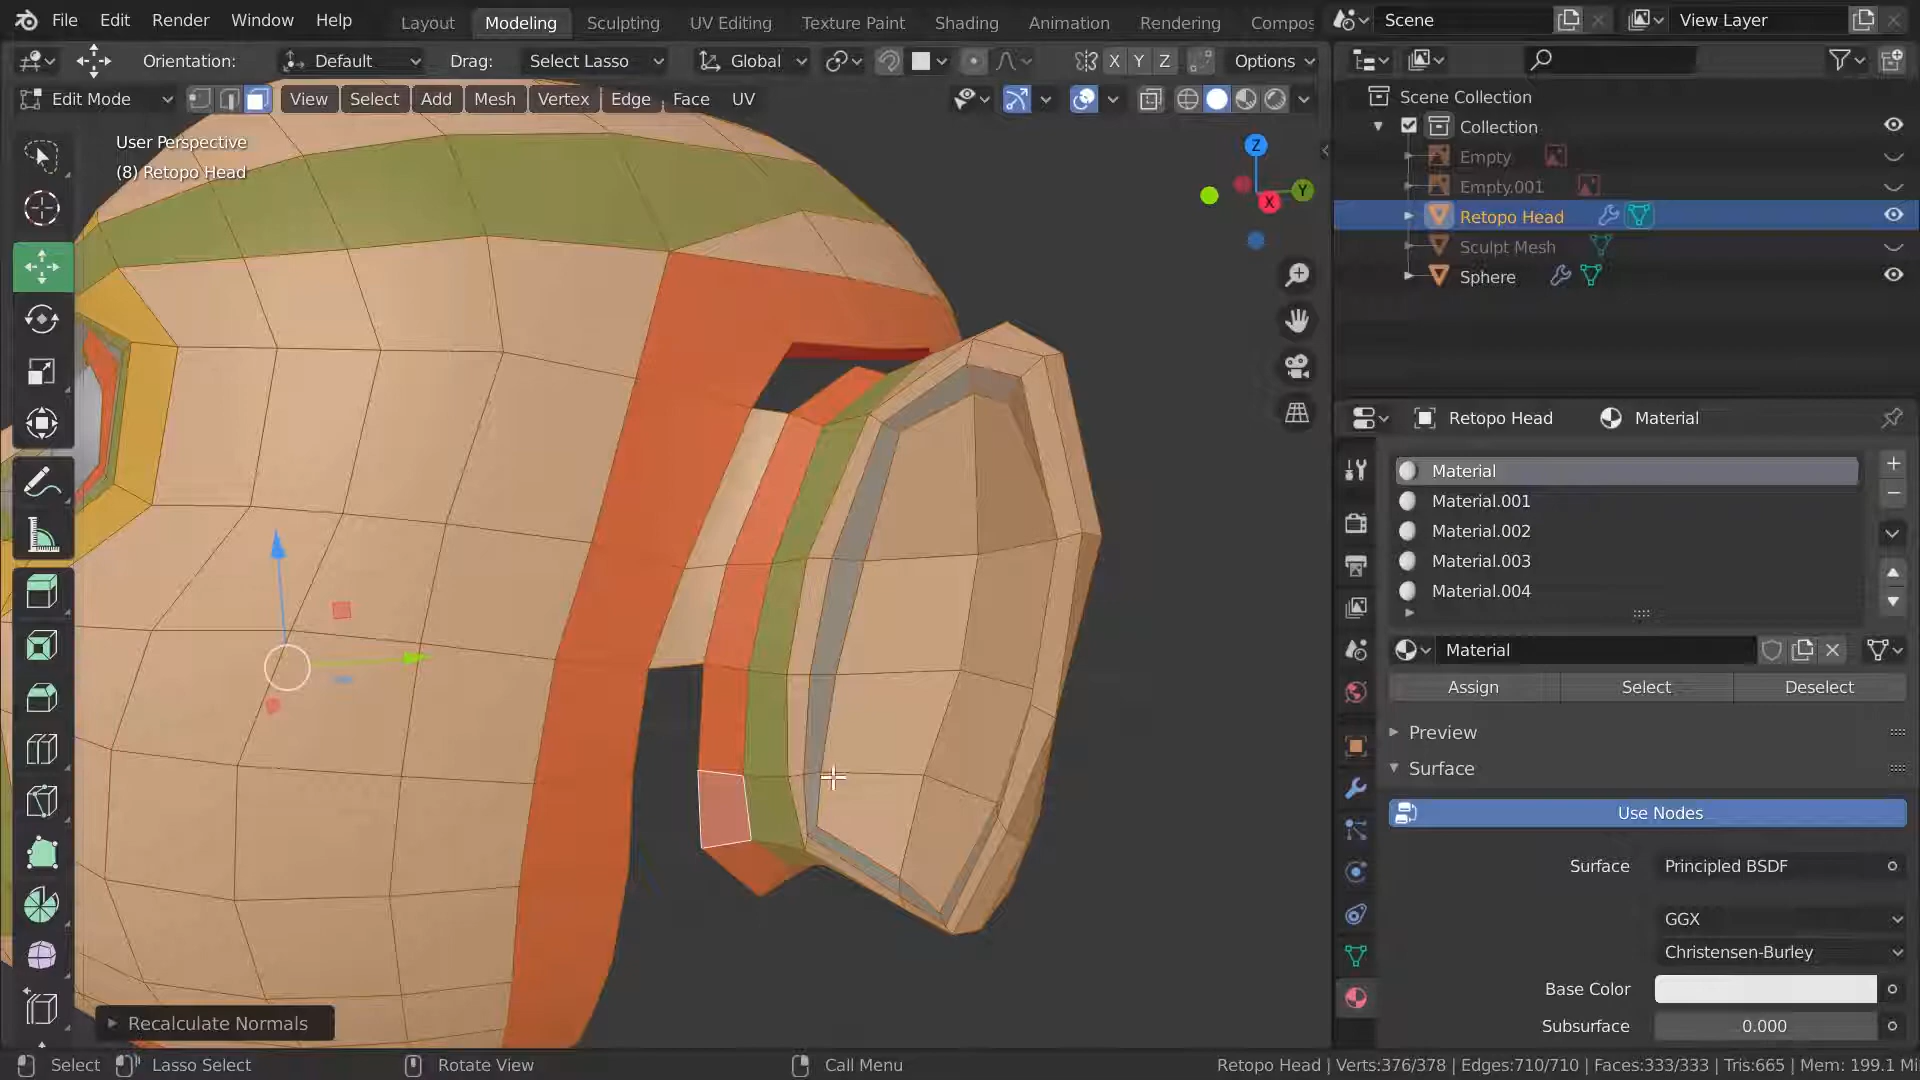 File Edit Render Window Help Layout Modeling Sculpting UV Editing Texture Paint Shading Animation Rendering Compos Scene View Layer
Orientation: Default Drag: Select Lasso Global X Y Z Options
Edit Mode View Select Add Mesh Vertex Edge Face UV
User Perspective
(8) Retopo Head
Z
Y
X
Scene Collection
Collection
Empty
Empty.001
Retopo Head
Sculpt Mesh
Sphere
Retopo Head Material
Material
Material.001
Material.002
Material.003
Material.004
Material
Assign Select Deselect
Preview
Surface
Use Nodes
Surface Principled BSDF
GGX
Christensen-Burley
Base Color
Subsurface 0.000
Recalculate Normals
Select Lasso Select Rotate View Call Menu Retopo Head | Verts:376/378 | Edges:710/710 | Faces:333/333 | Tris:665 | Mem: 199.1 Mi